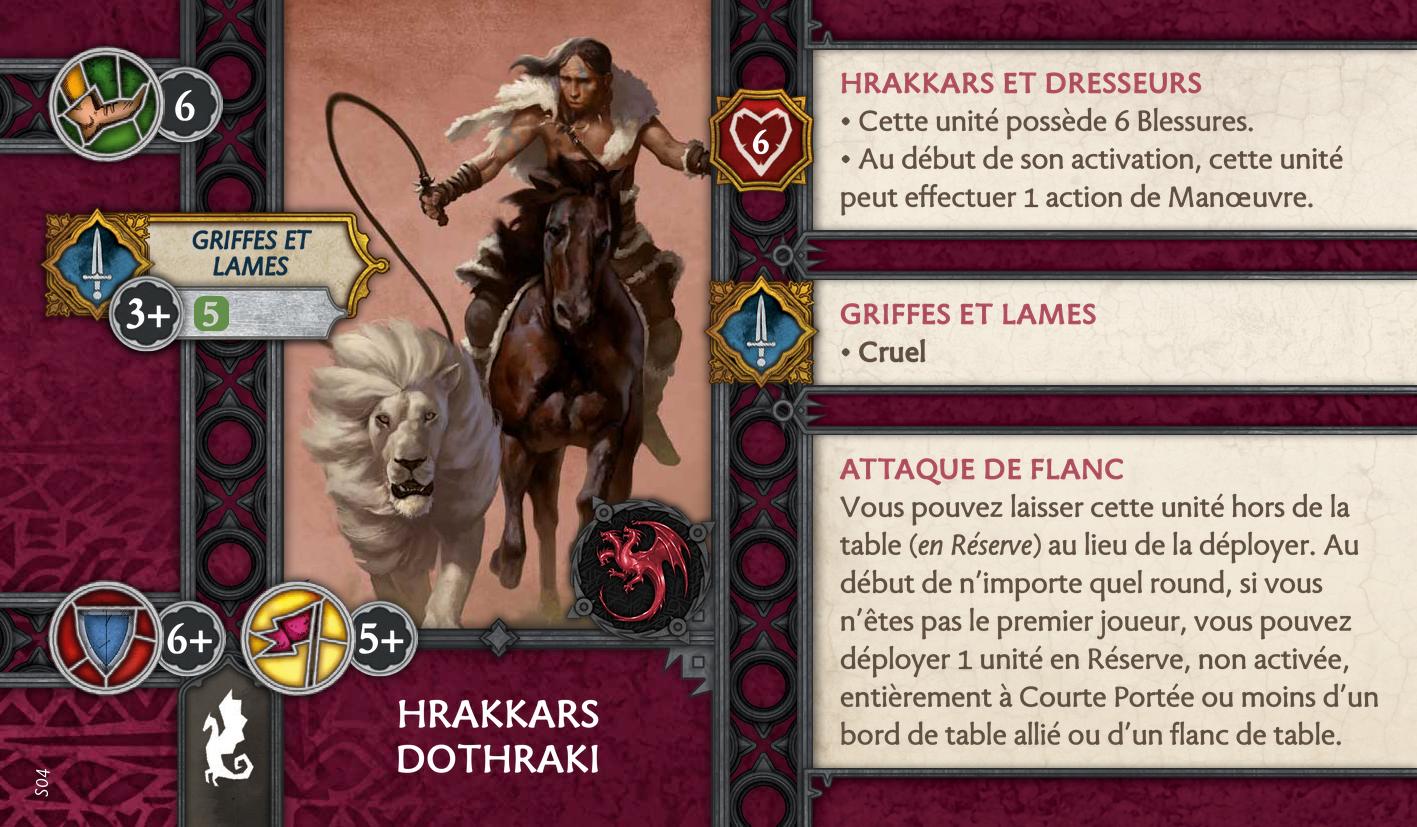 6
GRIFFES ET
LAMES
3+
5
6+
5+
HRAKKARS
DOTHRAKI
S04
6
HRAKKARS ET DRESSEURS
• Cette unité possède 6 Blessures.
• Au début de son activation, cette unité
peut effectuer 1 action de Manœuvre.
GRIFFES ET LAMES
• Cruel
ATTAQUE DE FLANC
Vous pouvez laisser cette unité hors de la
table (en Réserve) au lieu de la déployer. Au
début de n’importe quel round, si vous
n’êtes pas le premier joueur, vous pouvez
déployer 1 unité en Réserve, non activée,
entièrement à Courte Portée ou moins d’un
bord de table allié ou d’un flanc de table.